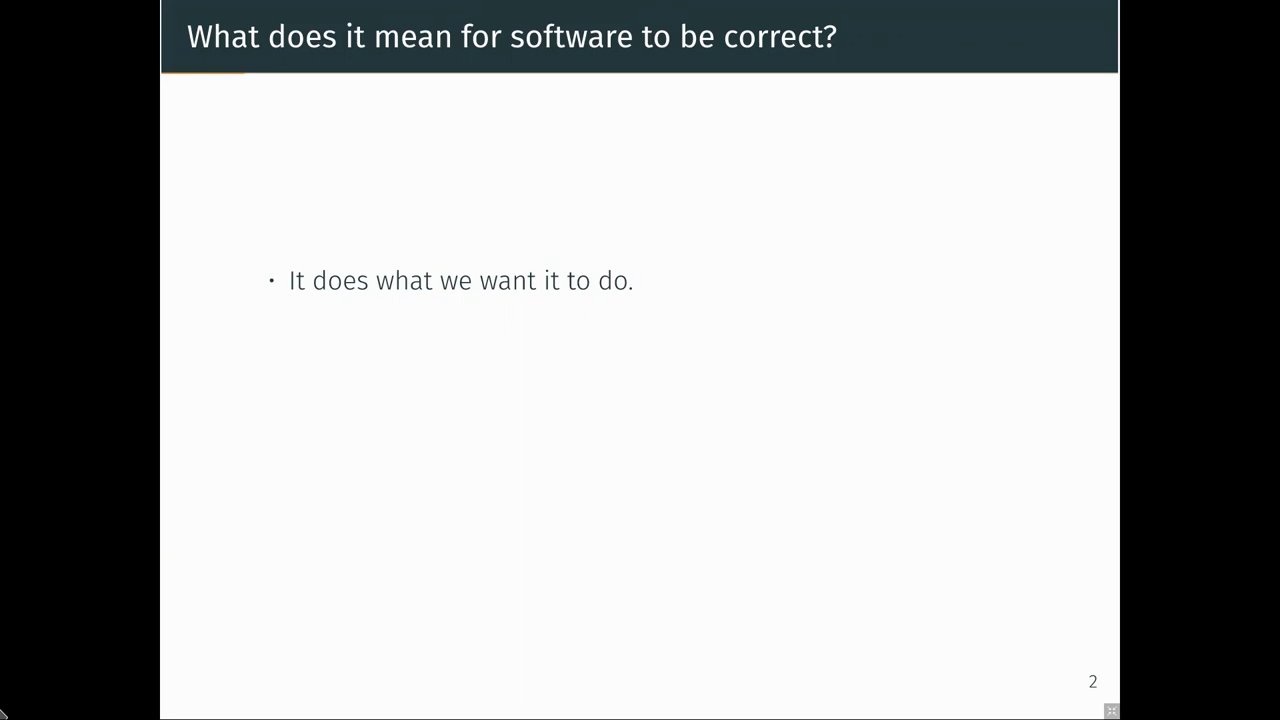 What does it mean for software to be correct?
• It does what we want it to do.
2